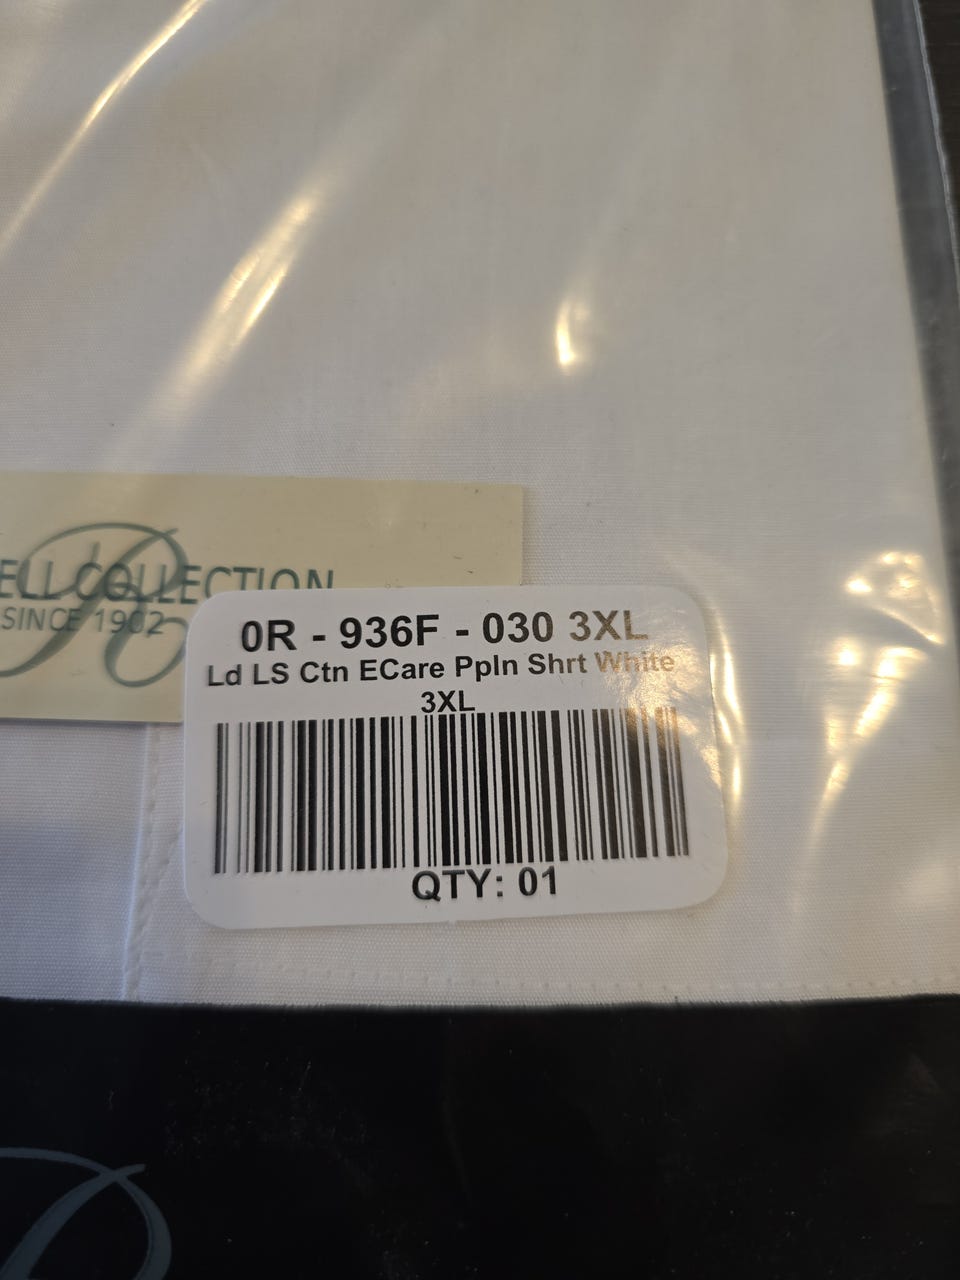 ELL COLLECTION
SINCE 1902
R
0R - 936F - 030 3XL
Ld LS Ctn ECare Ppln Shrt White
3XL
QTY: 01
R